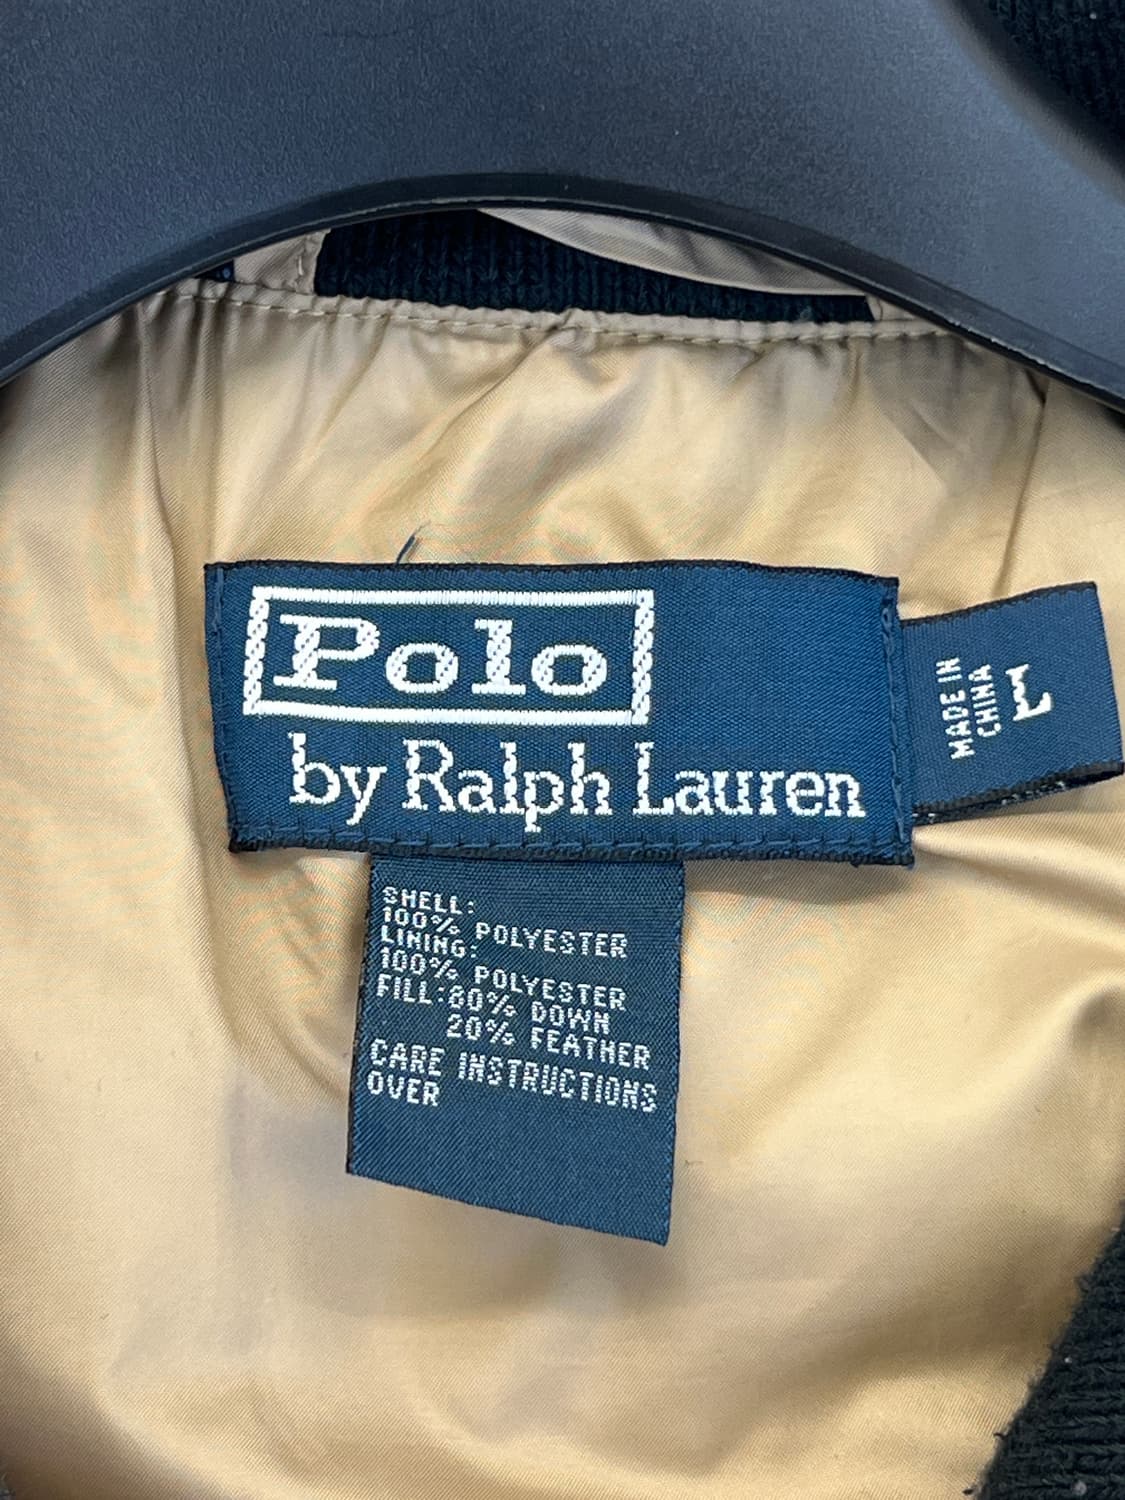 Polo
by Ralph Lauren
MADE IN
CHINA
L
SHELL:
100% POLYESTER
LINING:
100% POLYESTER
FILL:80% DOWN
20% FEATHER
CARE INSTRUCTIONS
OVER